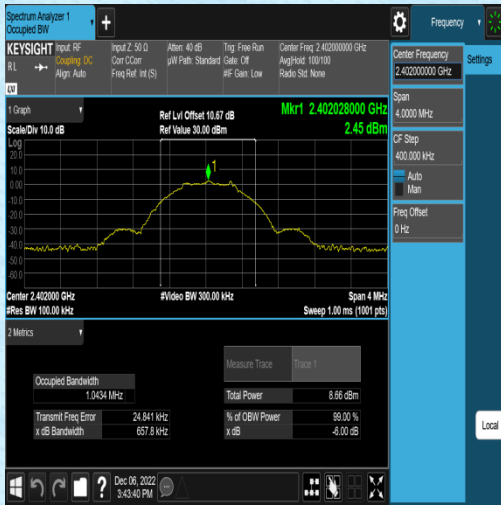 Spectrum Analyzer 1
Occupied BW
Frequency
KEYSIGHT
RL
Input: RF
Coupling: DC
Align: Auto
Input Z: 50 Ω
Corr CCorr
Freq Ref: Int (S)
Atten: 40 dB
µW Path: Standard
Trig: Free Run
Gate: Off
#IF Gain: Low
Center Freq: 2.402000000 GHz
Avg|Hold: 100/100
Radio Std: None
LXI
1 Graph
Scale/Div 10.0 dB
Ref Lvl Offset 10.67 dB
Ref Value 30.00 dBm
Mkr1 2.402028000 GHz
2.45 dBm
Log
20.0
10.0
0.00
-10.0
-20.0
-30.0
-40.0
-50.0
-60.0
1
Center 2.402000 GHz
#Res BW 100.00 kHz
#Video BW 300.00 kHz
Span 4 MHz
Sweep 1.00 ms (1001 pts)
2 Metrics
Measure Trace
Trace 1
Occupied Bandwidth
1.0434 MHz
Total Power
8.66 dBm
Transmit Freq Error
24.841 kHz
% of OBW Power
99.00 %
x dB Bandwidth
657.8 kHz
x dB
-6.00 dB
Center Frequency
2.402000000 GHz
Settings
Span
4.0000 MHz
CF Step
400.000 kHz
Auto
Man
Freq Offset
0 Hz
Local
?
Dec 06, 2022
3:43:40 PM